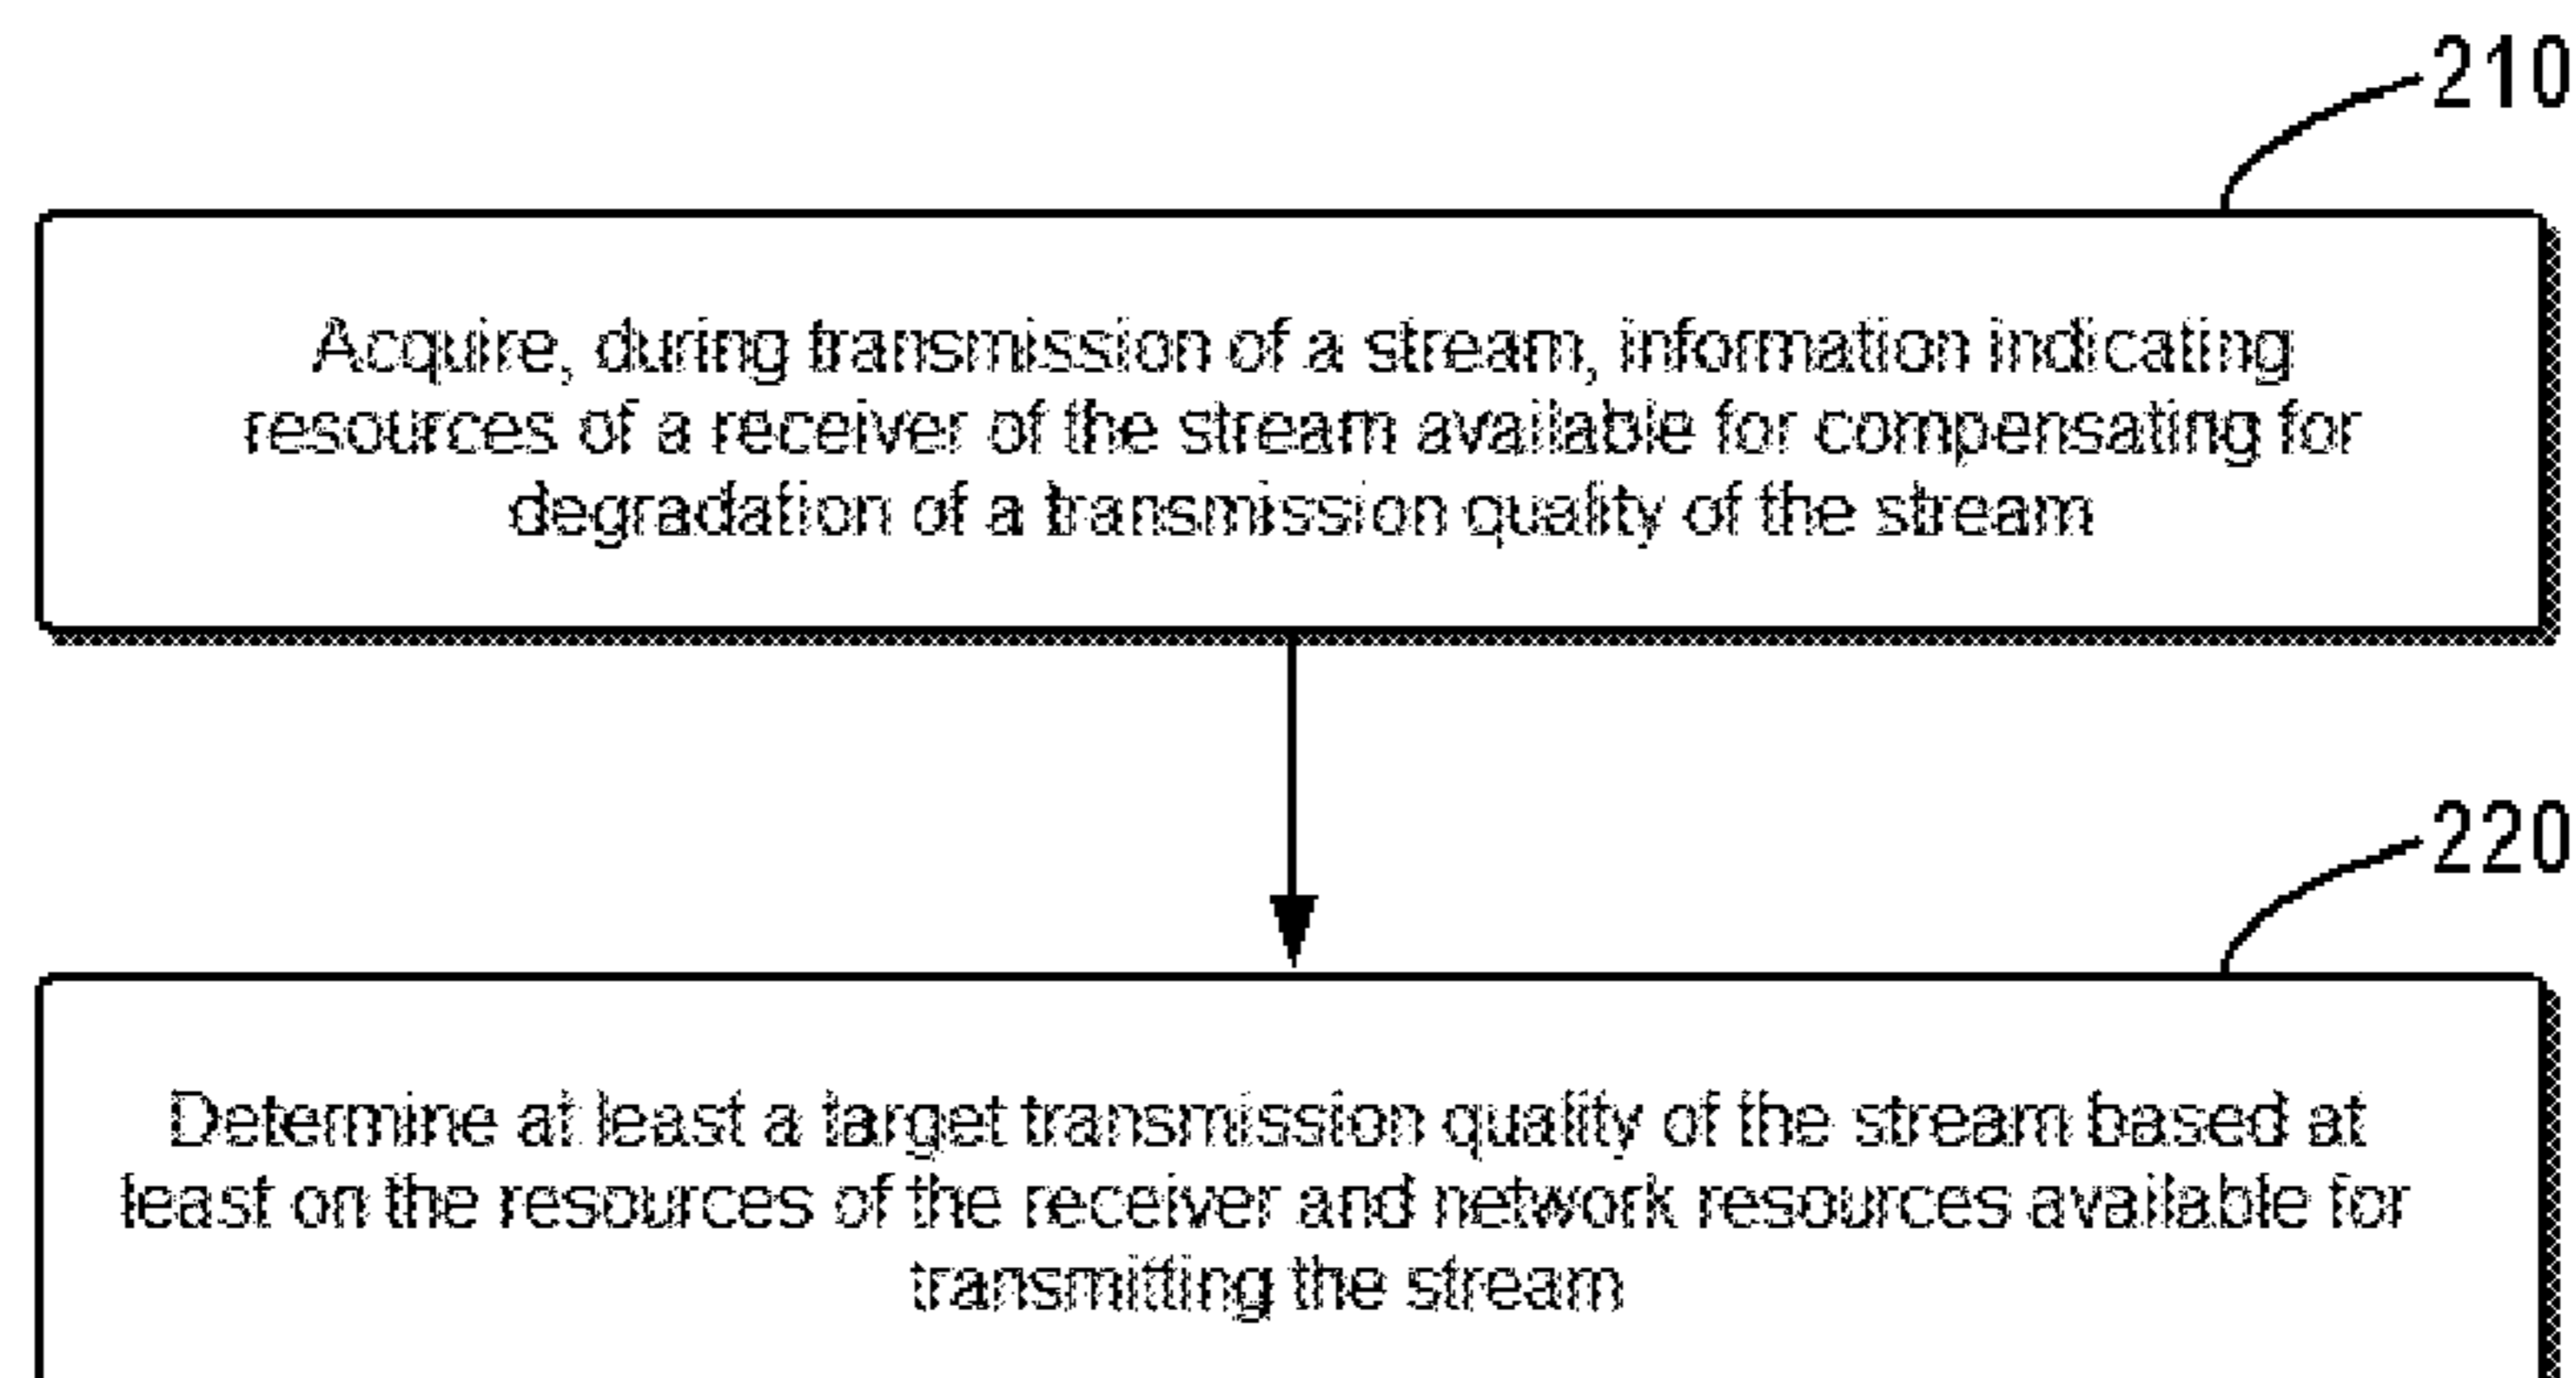 210
Acquire, during transmission of a stream, information indicating
resources of a receiver of the stream available for compensating for
degradation of a transmission quality of the stream
220
Determine at least a target transmission quality of the stream based at
least on the resources of the receiver and network resources available for
transmitting the stream